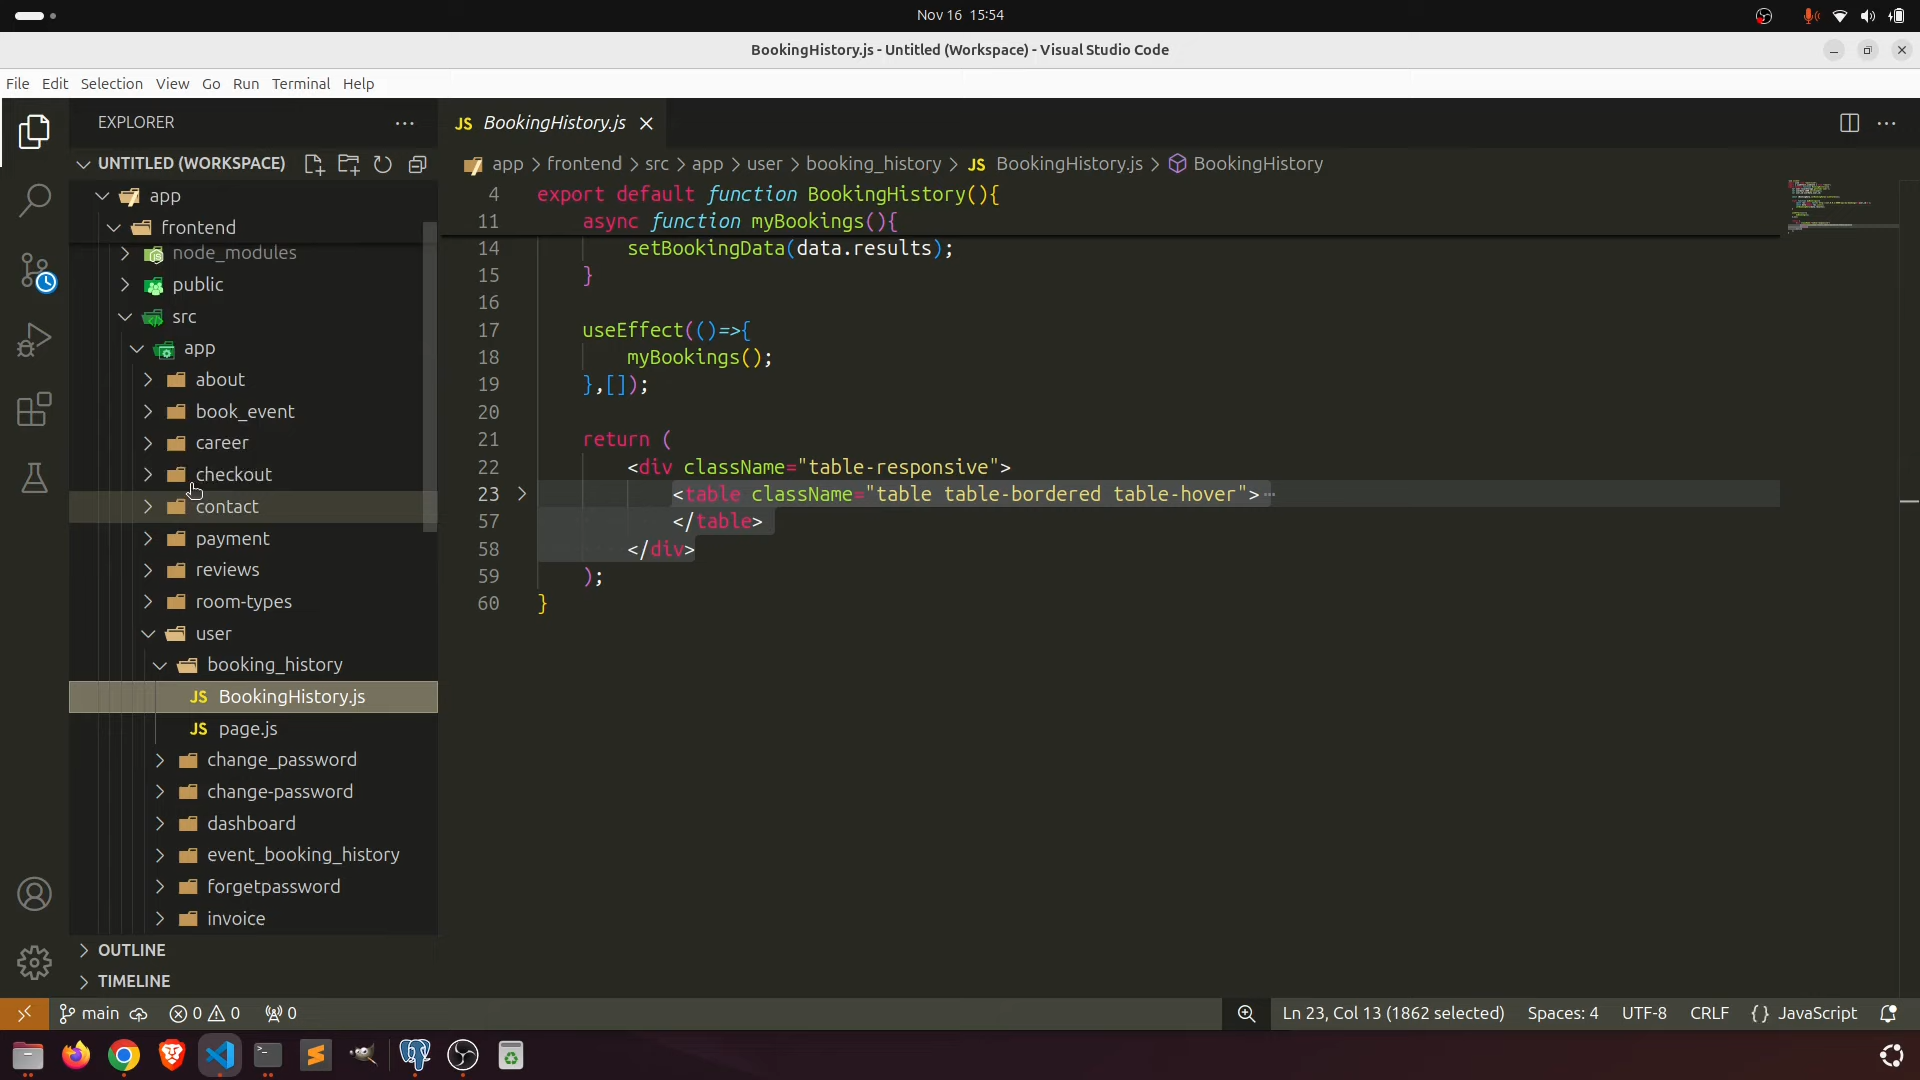 Nov 16 15:54
BookingHistory.js - Untitled (Workspace) - Visual Studio Code
File Edit Selection View Go Run Terminal Help
EXPLORER
UNTITLED (WORKSPACE)
app
frontend
node_modules
public
src
app
about
book_event
career
checkout
contact
payment
reviews
room-types
user
booking_history
JS BookingHistory.js
JS page.js
change_password
change-password
dashboard
event_booking_history
forgetpassword
invoice
OUTLINE
TIMELINE
JS BookingHistory.js
app > frontend > src > app > user > booking_history > JS BookingHistory.js > BookingHistory
4 export default function BookingHistory(){
11 async function myBookings(){
14 setBookingData(data.results);
15 }
16
17 useEffect(()=>{
18 myBookings();
19 },[]);
20
21 return (
22 <div className="table-responsive">
23 <table className="table table-bordered table-hover">
57 </table>
58 </div>
59 );
60 }
main 0 0 0 Ln 23, Col 13 (1862 selected) Spaces: 4 UTF-8 CRLF {} JavaScript